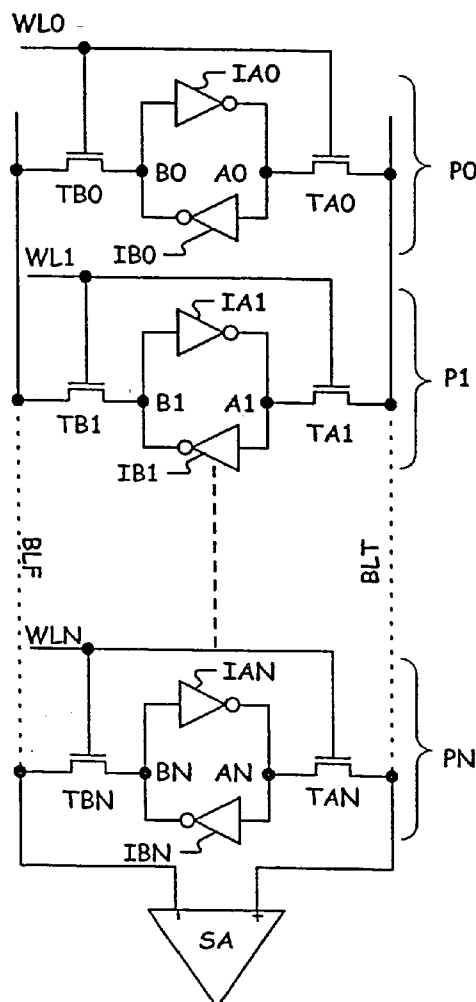 WL0
IA0
TB0
B0
A0
TA0
P0
IB0
WL1
IA1
TB1
B1
A1
TA1
P1
IB1
BLF
BLT
WLN
IAN
TBN
BN
AN
TAN
PN
IBN
- +
SA